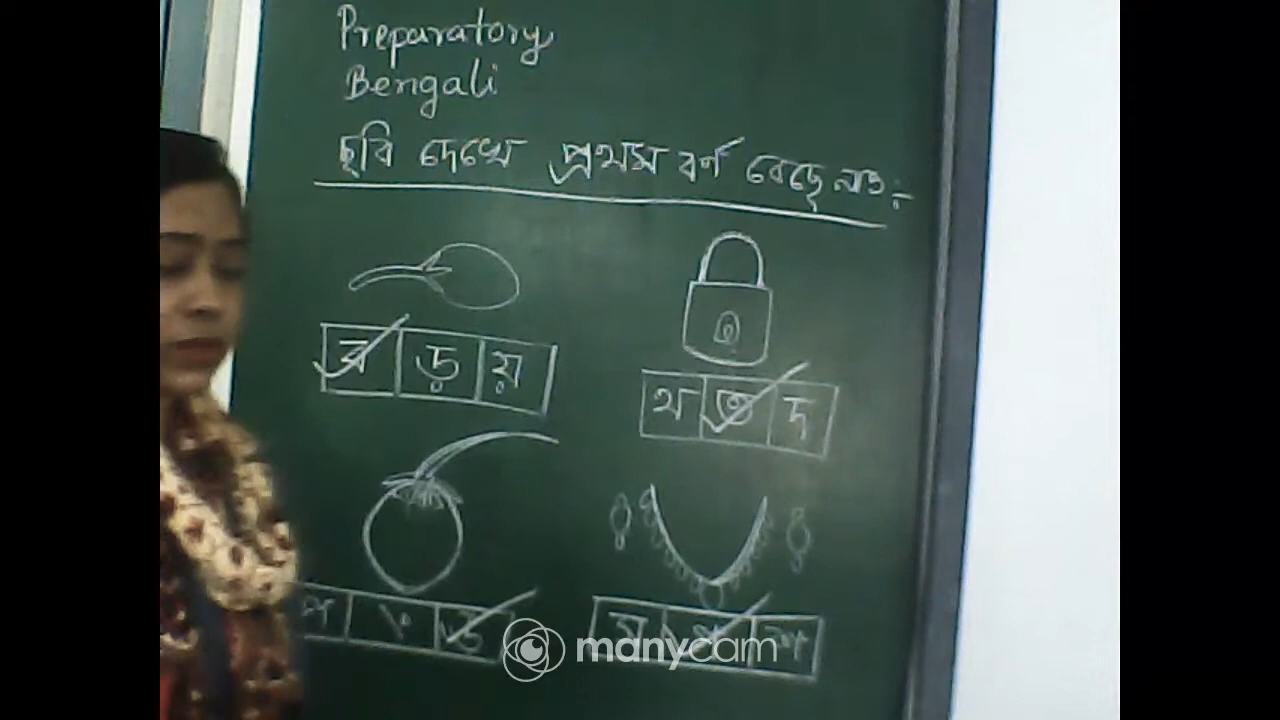 Preparatory
Bengali
ছবি দেখে প্রথম বর্ণ বেছে নাও :-
ব ড় য়
থ ত দ
ড
manycam